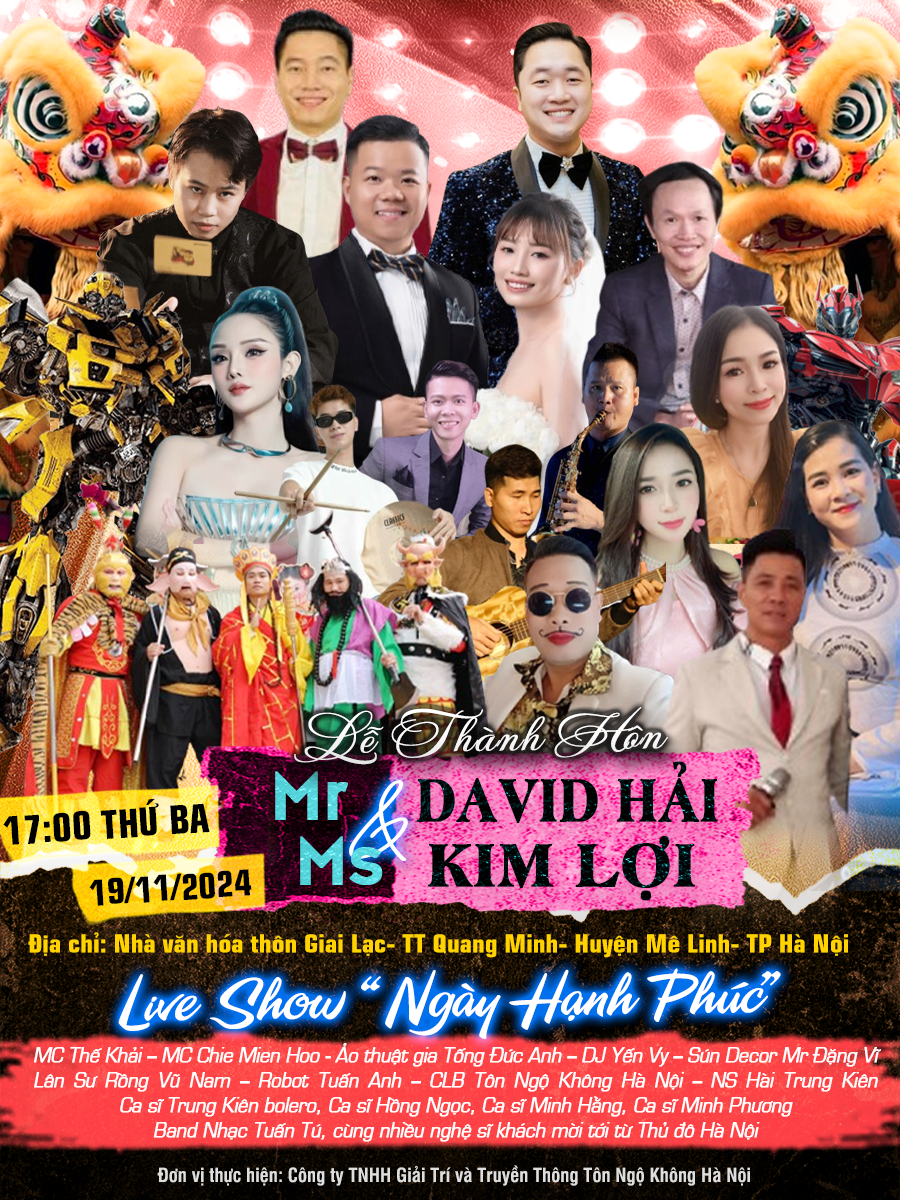 Lễ Thành Hôn
Mr & Ms
DAVID HẢI
KIM LỢI
17:00 THỨ BA
19/11/2024
Địa chỉ: Nhà văn hóa thôn Giai Lạc- TT Quang Minh- Huyện Mê Linh- TP Hà Nội
Live Show “Ngày Hạnh Phúc”
MC Thế Khải – MC Chie Mien Hoo - Ảo thuật gia Tống Đức Anh – DJ Yến Vy – Sún Decor Mr Đặng Vĩ
Lân Sư Rồng Vũ Nam – Robot Tuấn Anh – CLB Tôn Ngộ Không Hà Nội – NS Hài Trung Kiên
Ca sĩ Trung Kiên bolero, Ca sĩ Hồng Ngọc, Ca sĩ Minh Hằng, Ca sĩ Minh Phương
Band Nhạc Tuấn Tú, cùng nhiều nghệ sĩ khách mời tới từ Thủ đô Hà Nội
Đơn vị thực hiện: Công ty TNHH Giải Trí và Truyền Thông Tôn Ngộ Không Hà Nội